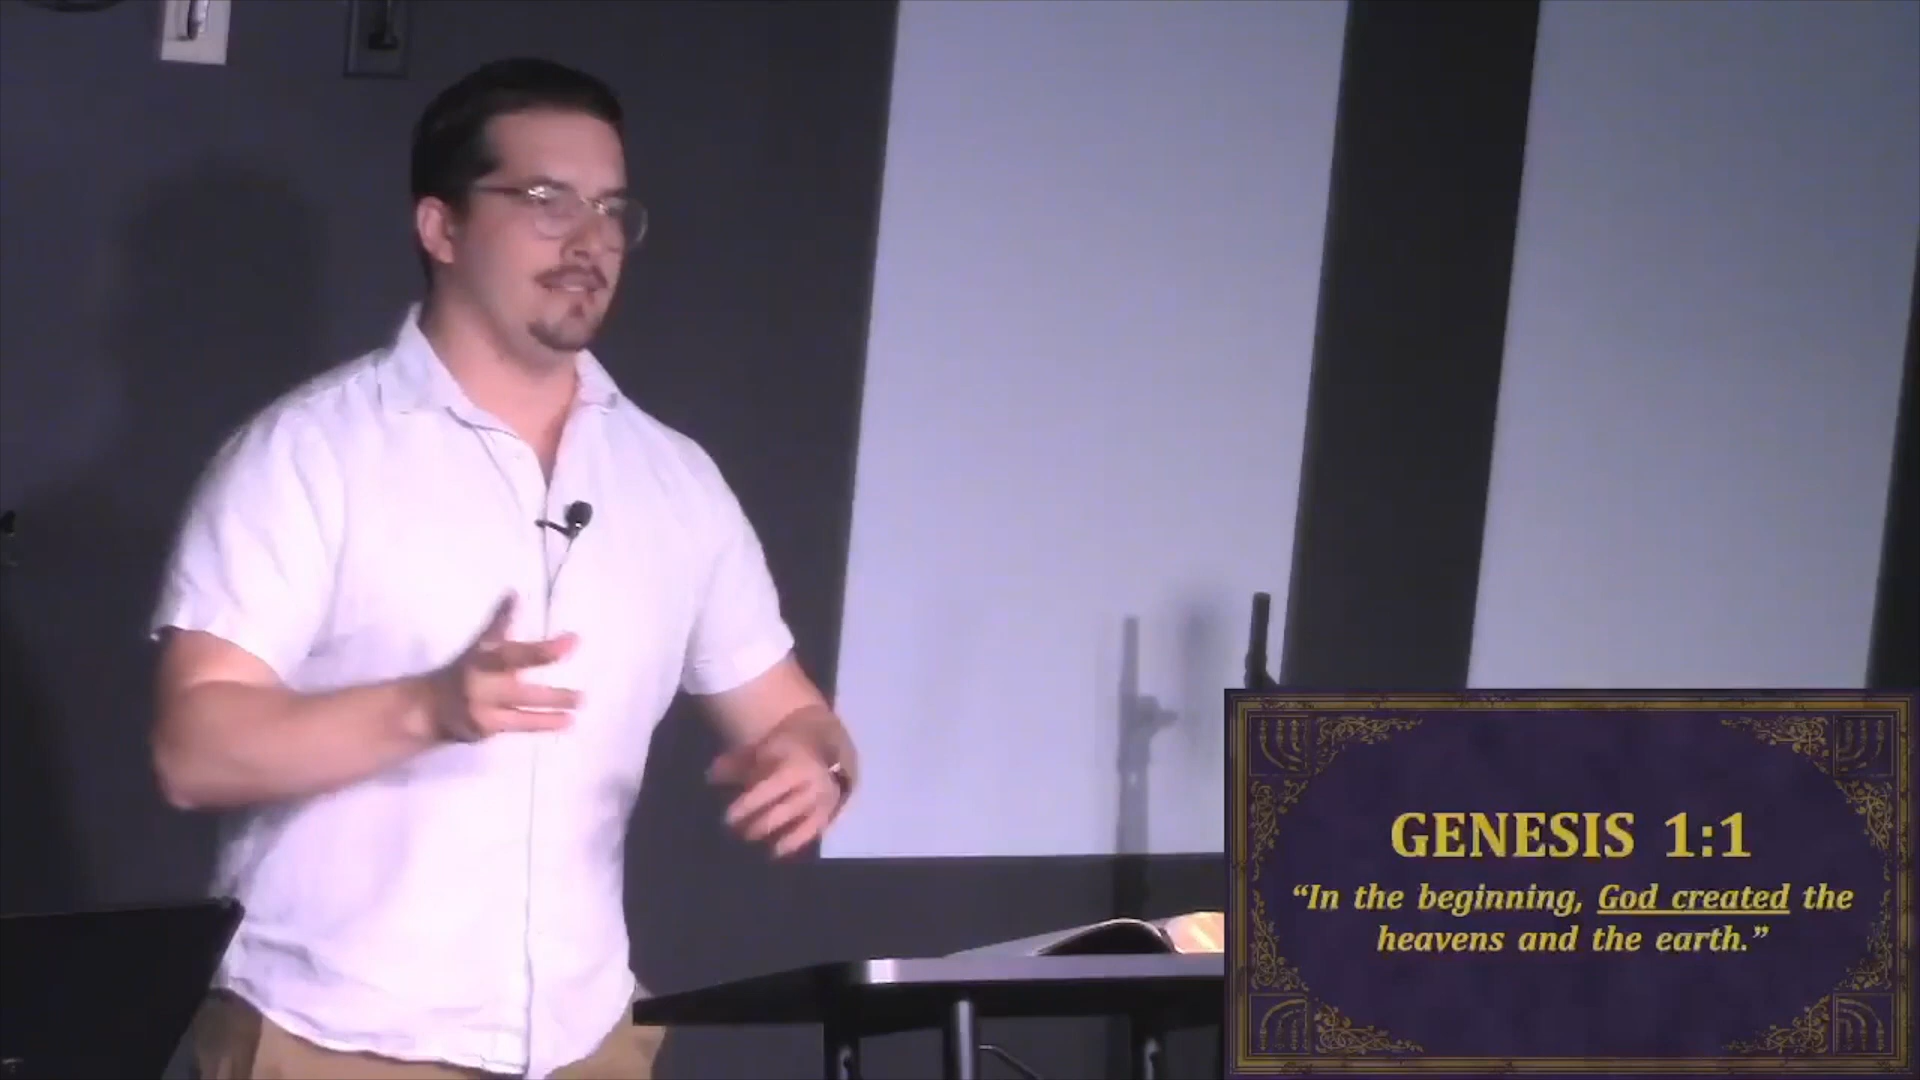 GENESIS 1:1
“In the beginning, God created the
heavens and the earth.”